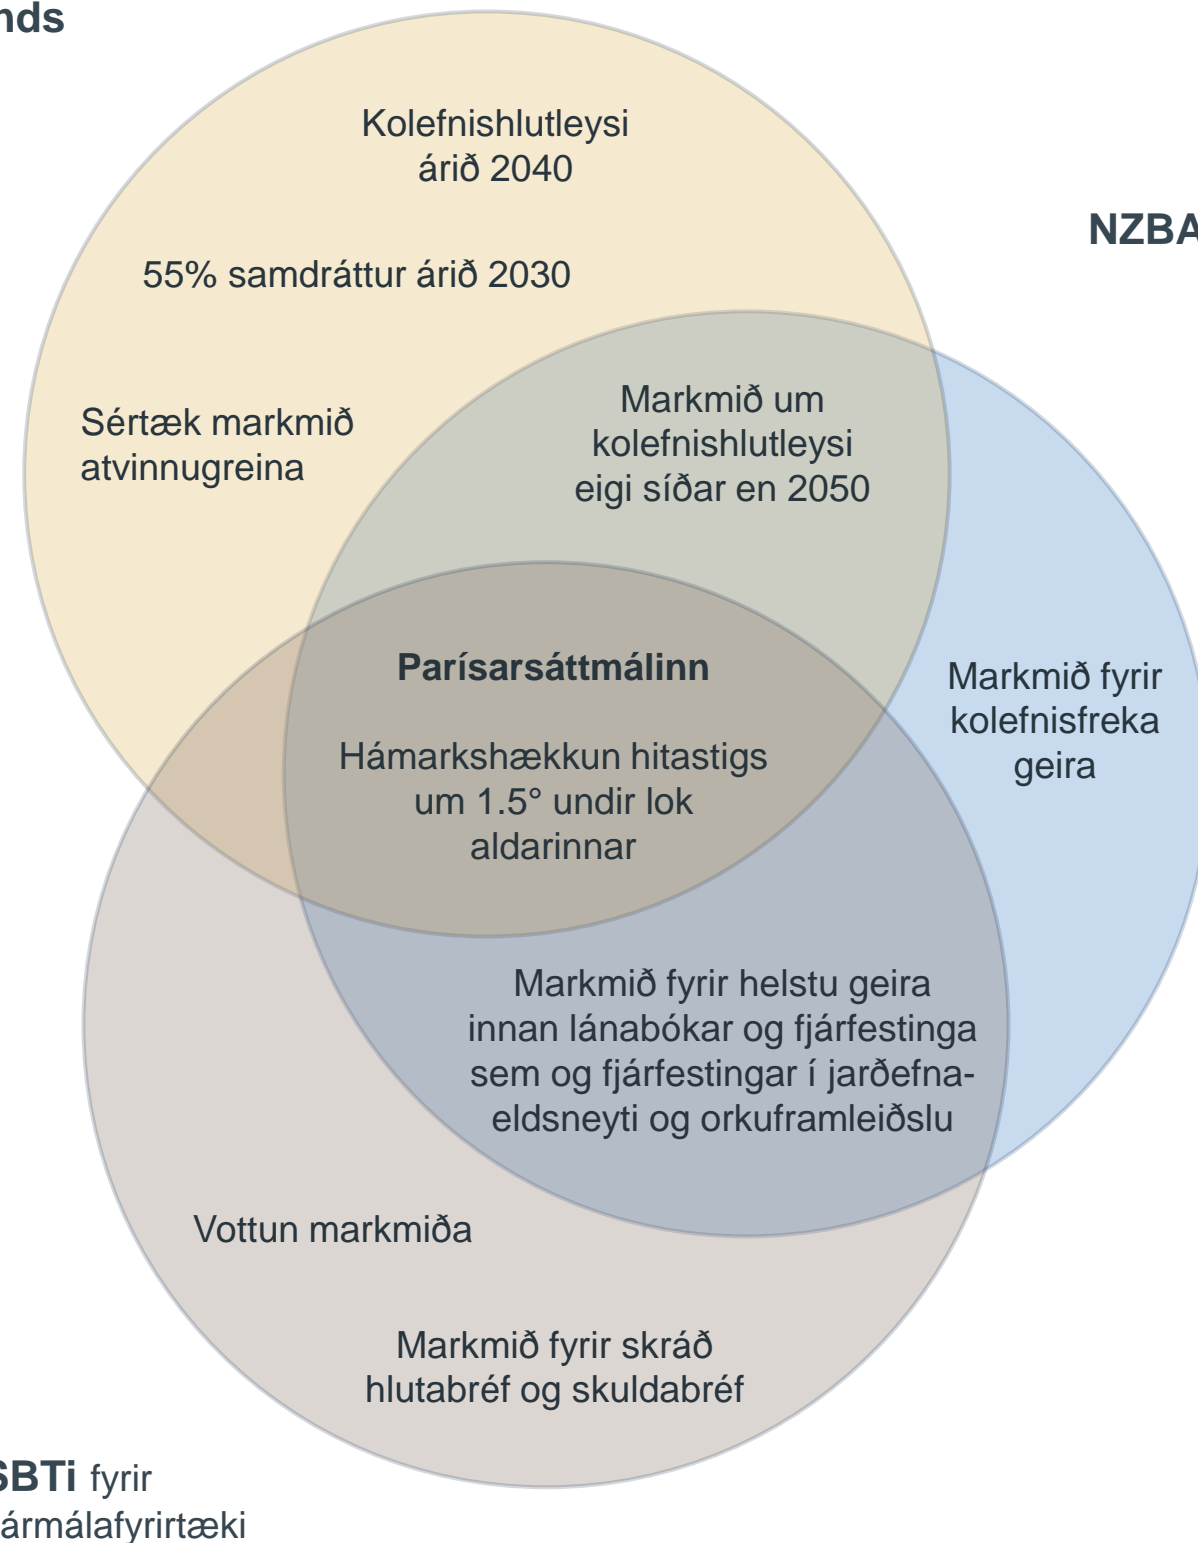 nds
Kolefnishlutleysi
árið 2040
NZBA
55% samdráttur árið 2030
Markmið um
kolefnishlutleysi
eigi síðar en 2050
Sértæk markmið
atvinnugreina
Parísarsáttmálinn
Hámarkshækkun hitastigs
um 1.5° undir lok
aldarinnar
Markmið fyrir
kolefnisfreka
geira
Markmið fyrir helstu geira
innan lánabókar og fjárfestinga
sem og fjárfestingar í jarðefna-
eldsneyti og orkuframleiðslu
Vottun markmiða
Markmið fyrir skráð
hlutabréf og skuldabréf
SBTi fyrir
ármálafyrirtæki